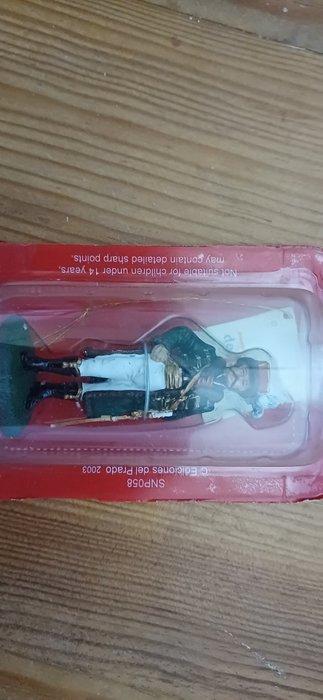 SNP058
© Ediciones del Prado 2003
Not suitable for children under 14 years,
may contain detailed sharp points.